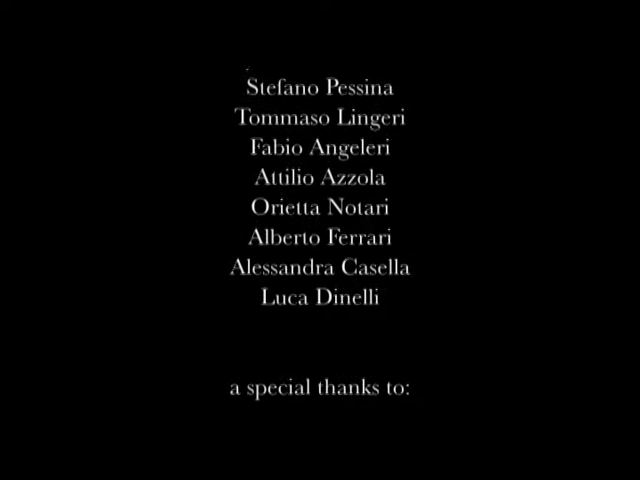 Stefano Pessina
Tommaso Lingeri
Fabio Angeleri
Attilio Azzola
Orietta Notari
Alberto Ferrari
Alessandra Casella
Luca Dinelli
a special thanks to: